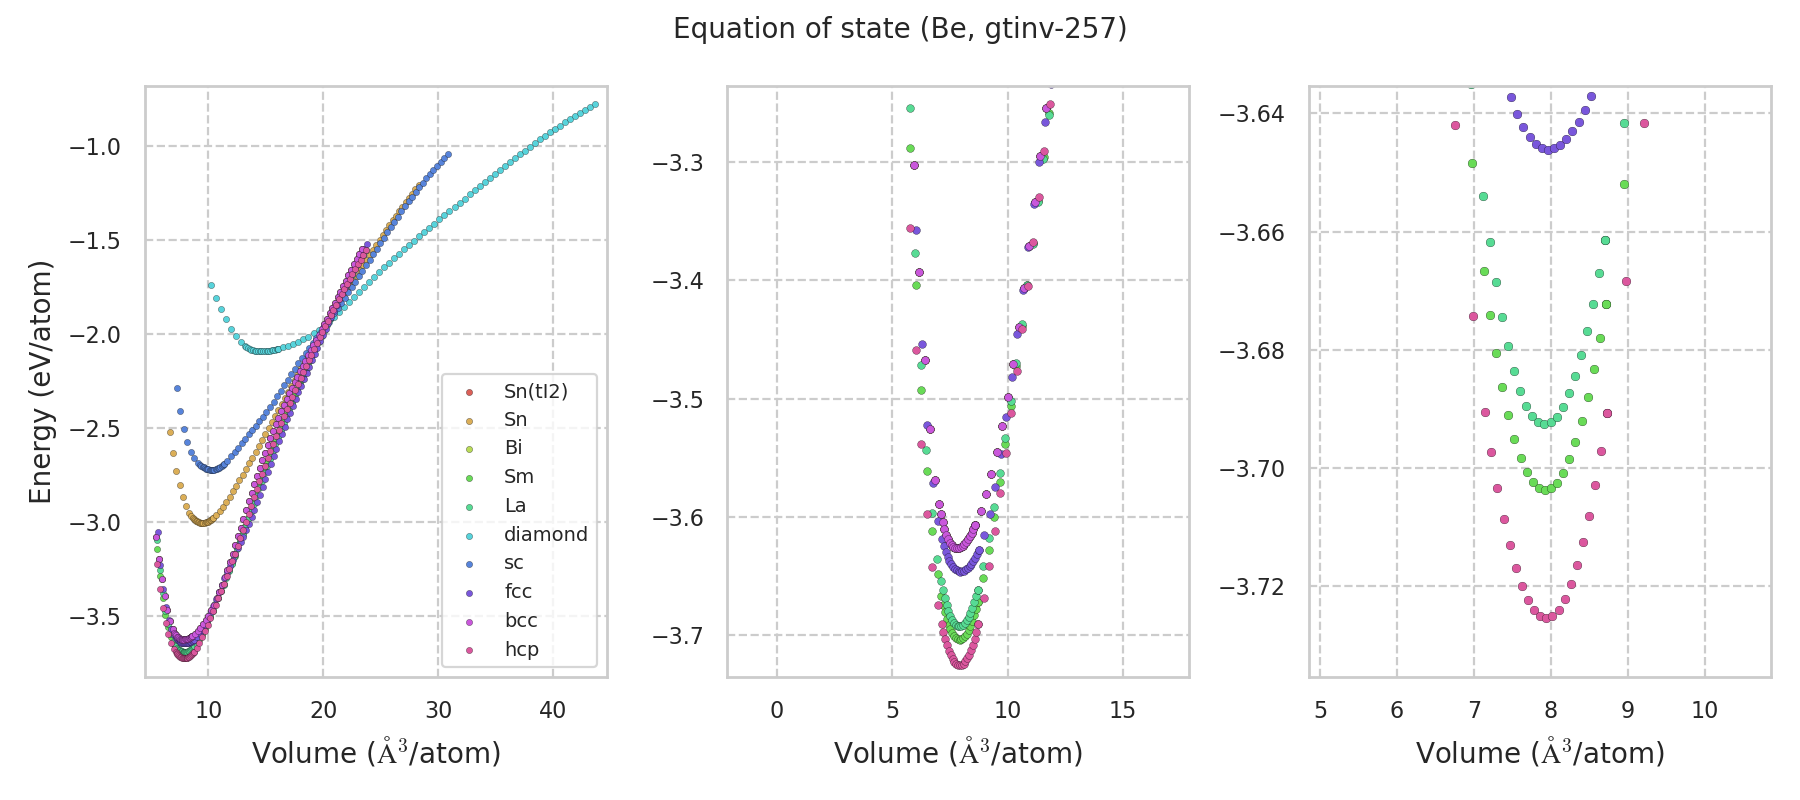 Equation of state (Be, gtinv-257)
Energy (eV/atom)
−1.0
−1.5
−2.0
−2.5
−3.0
−3.5
10 20 30 40
Volume (Å³/atom)
Sn(tI2)
Sn
Bi
Sm
La
diamond
sc
fcc
bcc
hcp
−3.3
−3.4
−3.5
−3.6
−3.7
0 5 10 15
Volume (Å³/atom)
−3.64
−3.66
−3.68
−3.70
−3.72
5 6 7 8 9 10
Volume (Å³/atom)